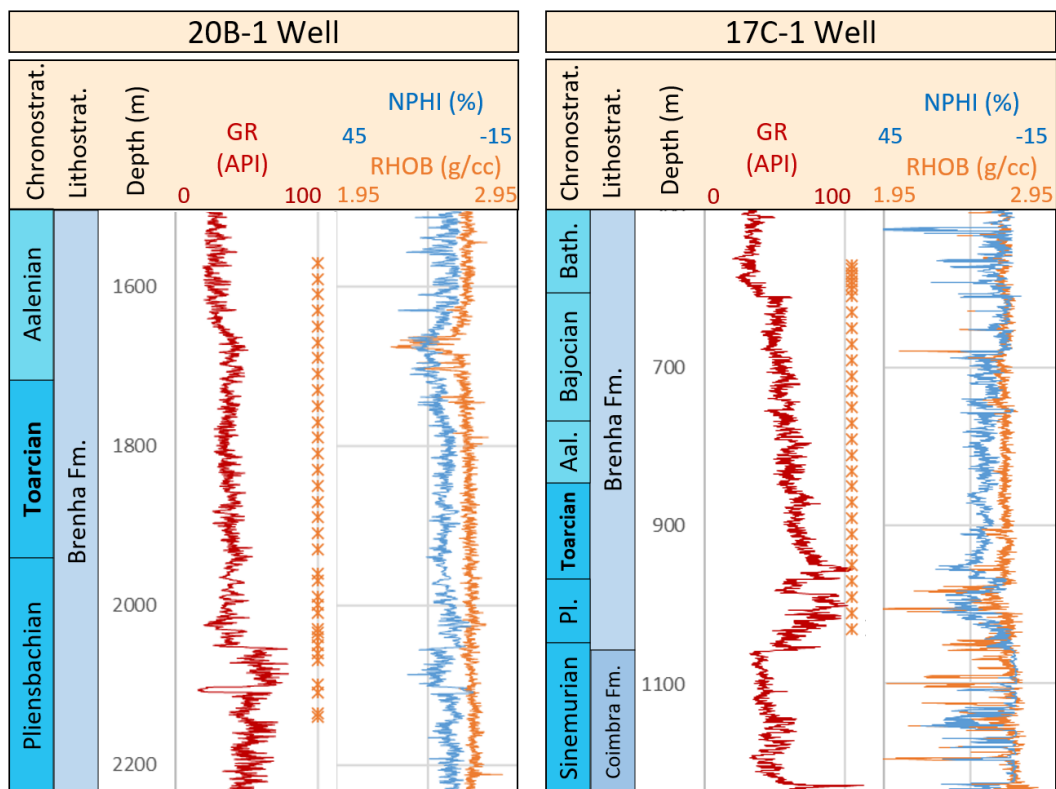 20B-1 Well
Chronostrat.
Lithostrat.
Depth (m)
GR
(API)
0 100
NPHI (%)
45 -15
RHOB (g/cc)
1.95 2.95
Aalenian
Toarcian
Pliensbachian
Brenha Fm.
1600
1800
2000
2200
17C-1 Well
Chronostrat.
Lithostrat.
Depth (m)
GR
(API)
0 100
NPHI (%)
45 -15
RHOB (g/cc)
1.95 2.95
Bath.
Bajocian
Aal.
Toarcian
Pl.
Sinemurian
Brenha Fm.
Coimbra Fm.
700
900
1100